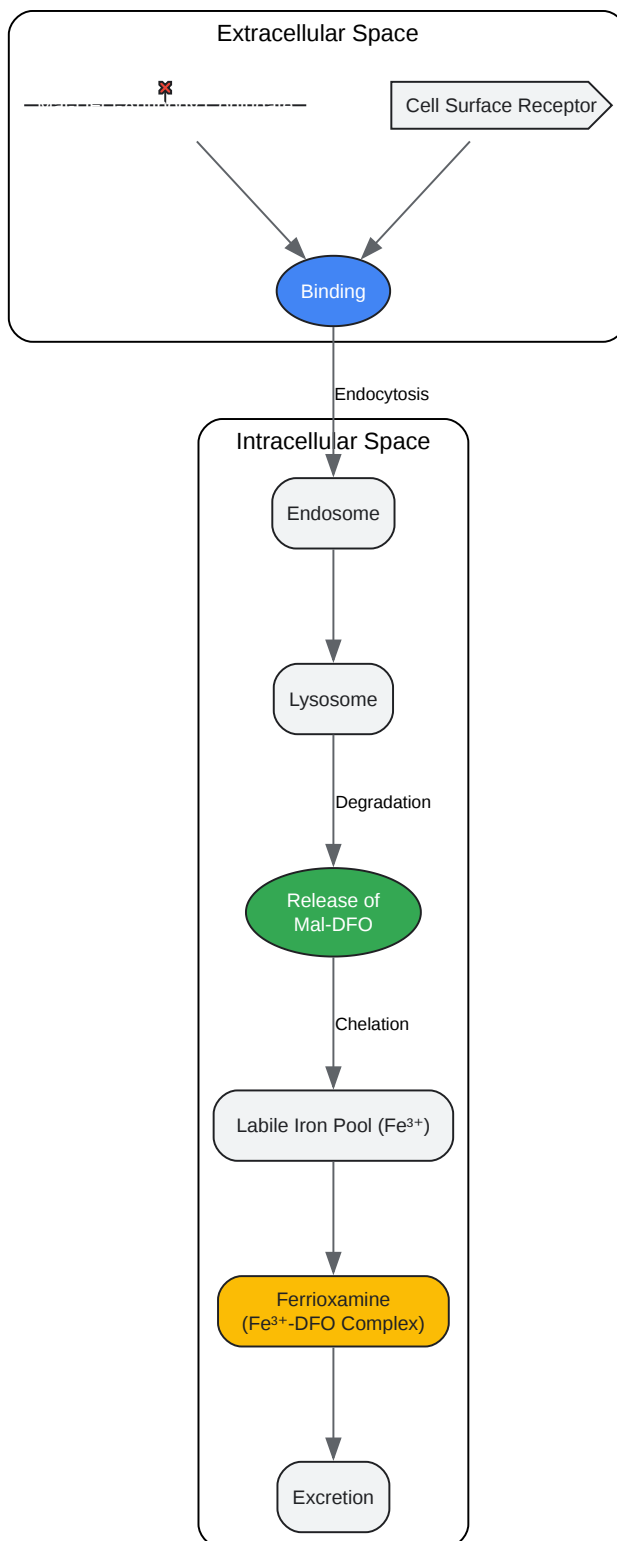 Extracellular Space
Cell Surface Receptor
Binding
Endocytosis
Intracellular Space
Endosome
Lysosome
Degradation
Release of
Mal-DFO
Chelation
Labile Iron Pool (Fe³⁺)
Ferrioxamine
(Fe³⁺-DFO Complex)
Excretion